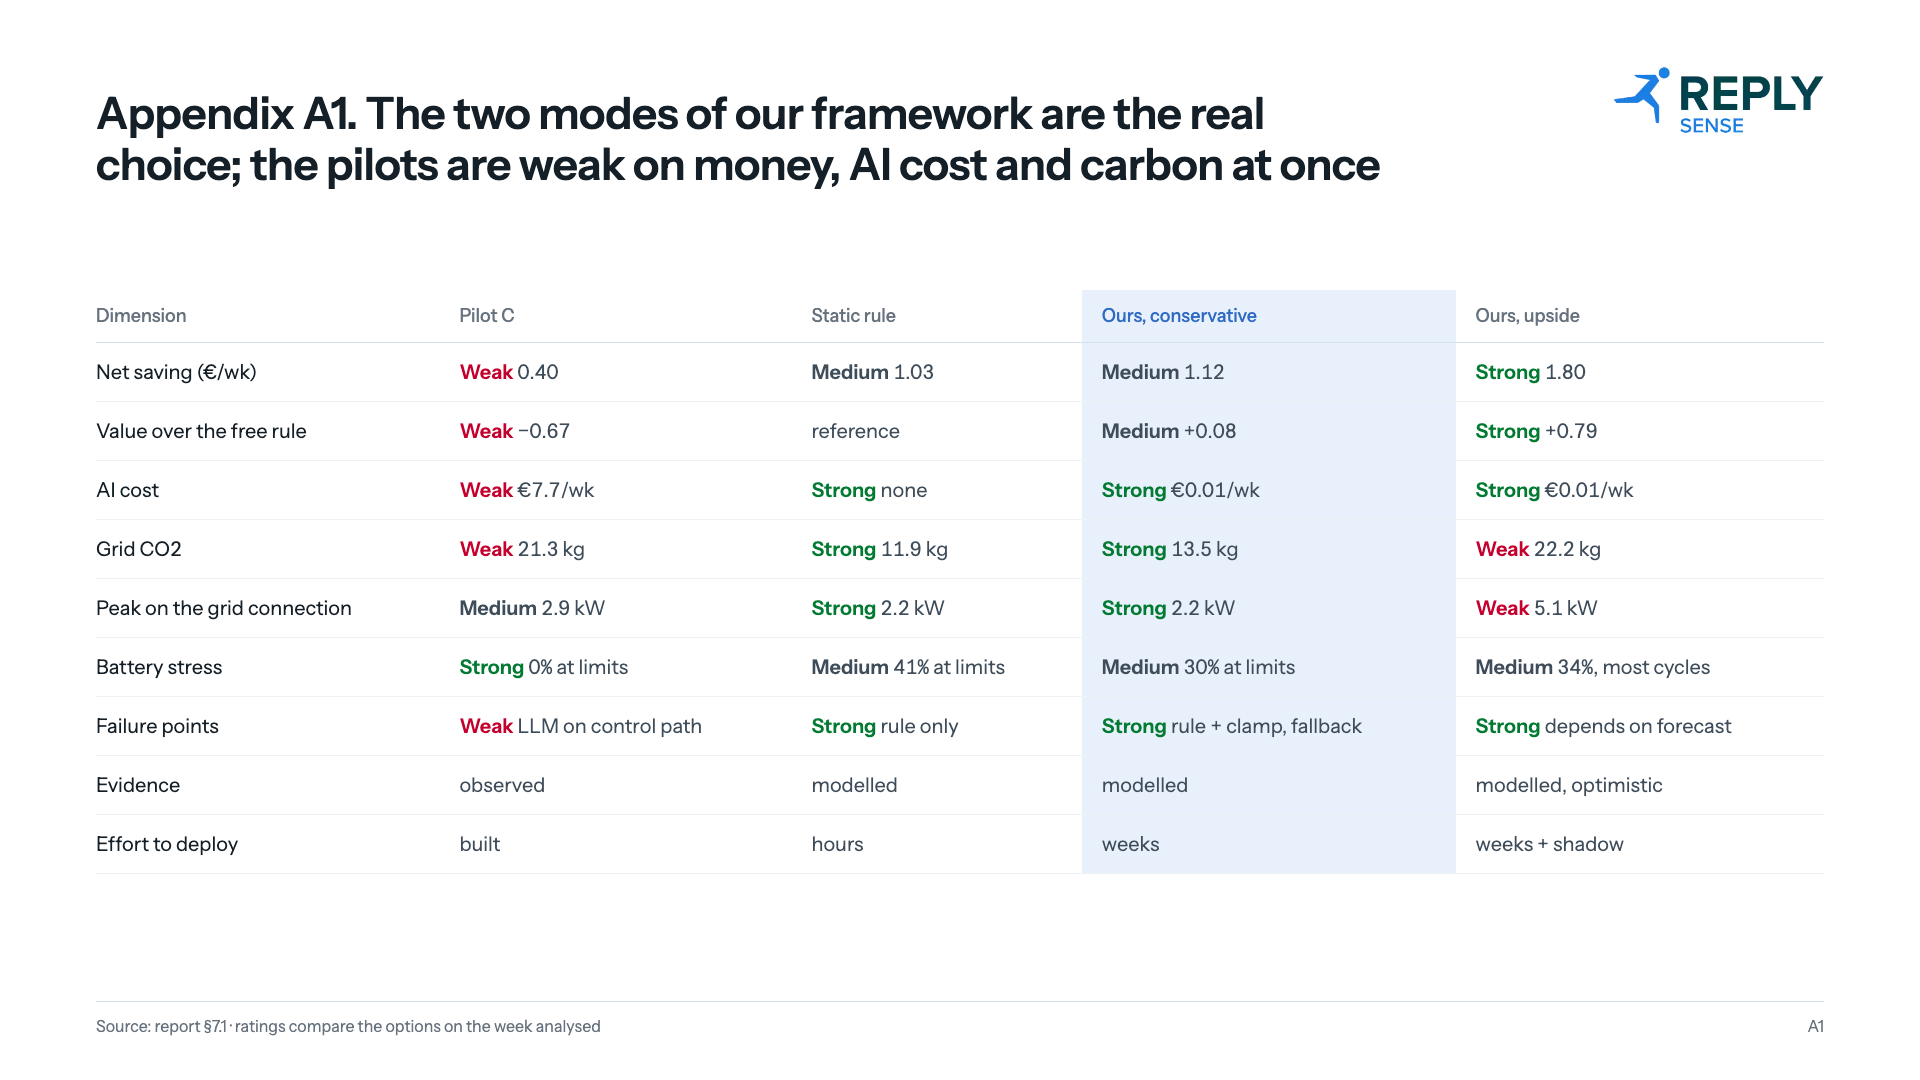 Appendix A1. The two modes of our framework are the real
choice; the pilots are weak on money, AI cost and carbon at once
REPLY
SENSE
Dimension Pilot C Static rule Ours, conservative Ours, upside
Net saving (€/wk) Weak 0.40 Medium 1.03 Medium 1.12 Strong 1.80
Value over the free rule Weak −0.67 reference Medium +0.08 Strong +0.79
AI cost Weak €7.7/wk Strong none Strong €0.01/wk Strong €0.01/wk
Grid CO2 Weak 21.3 kg Strong 11.9 kg Strong 13.5 kg Weak 22.2 kg
Peak on the grid connection Medium 2.9 kW Strong 2.2 kW Strong 2.2 kW Weak 5.1 kW
Battery stress Strong 0% at limits Medium 41% at limits Medium 30% at limits Medium 34%, most cycles
Failure points Weak LLM on control path Strong rule only Strong rule + clamp, fallback Strong depends on forecast
Evidence observed modelled modelled modelled, optimistic
Effort to deploy built hours weeks weeks + shadow
Source: report §7.1 · ratings compare the options on the week analysed A1